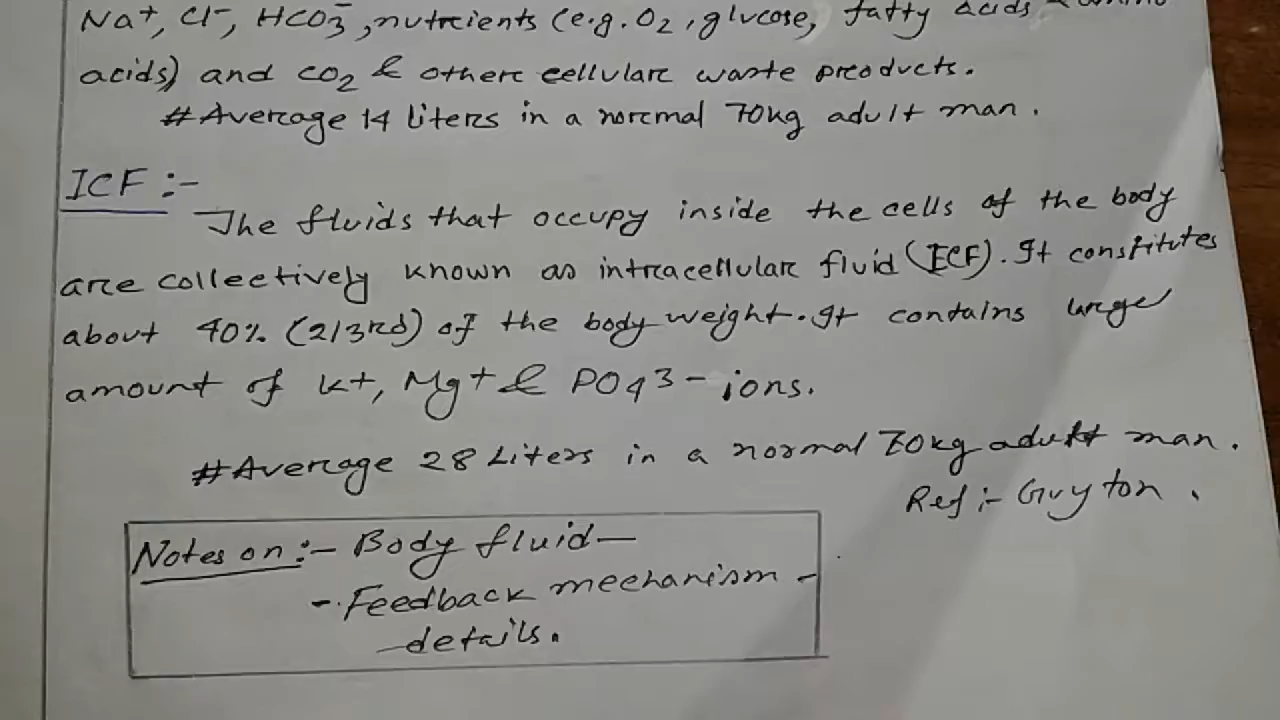 Na+, Cl-, HCO3-, nutrients (e.g. O2, glucose, fatty acids
acids) and CO2 & other cellular waste products.
#Average 14 liters in a normal 70kg adult man.
ICF :-
The fluids that occupy inside the cells of the body
are collectively known as intracellular fluid (ICF). It constitutes
about 40% (2/3rd) of the body weight. It contains large
amount of K+, Mg+ & PO43- ions.
#Average 28 Liters in a normal 70kg adult man.
Ref :- Guyton.
Notes on :- Body fluid—
- Feedback mechanism -
-details.